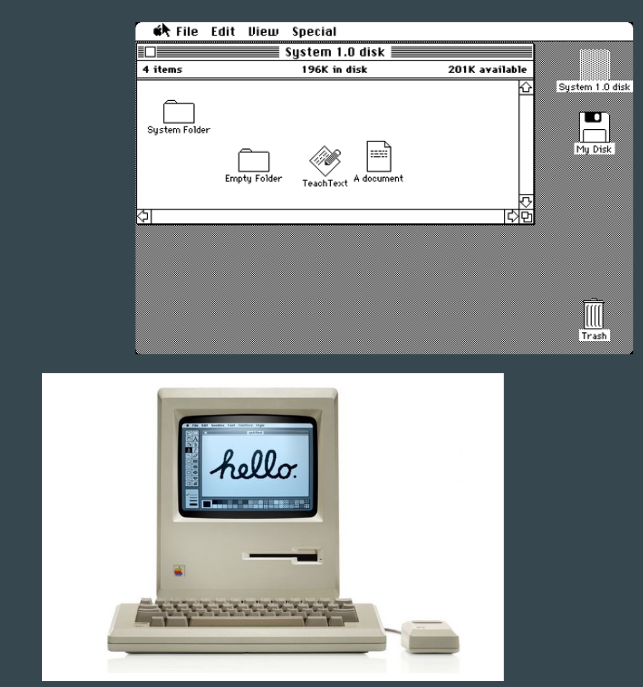 File Edit View Special
System 1.0 disk
4 items 196K in disk 201K available
System 1.0 disk
System Folder
My Disk
Empty Folder TeachText A document
Trash
hello.